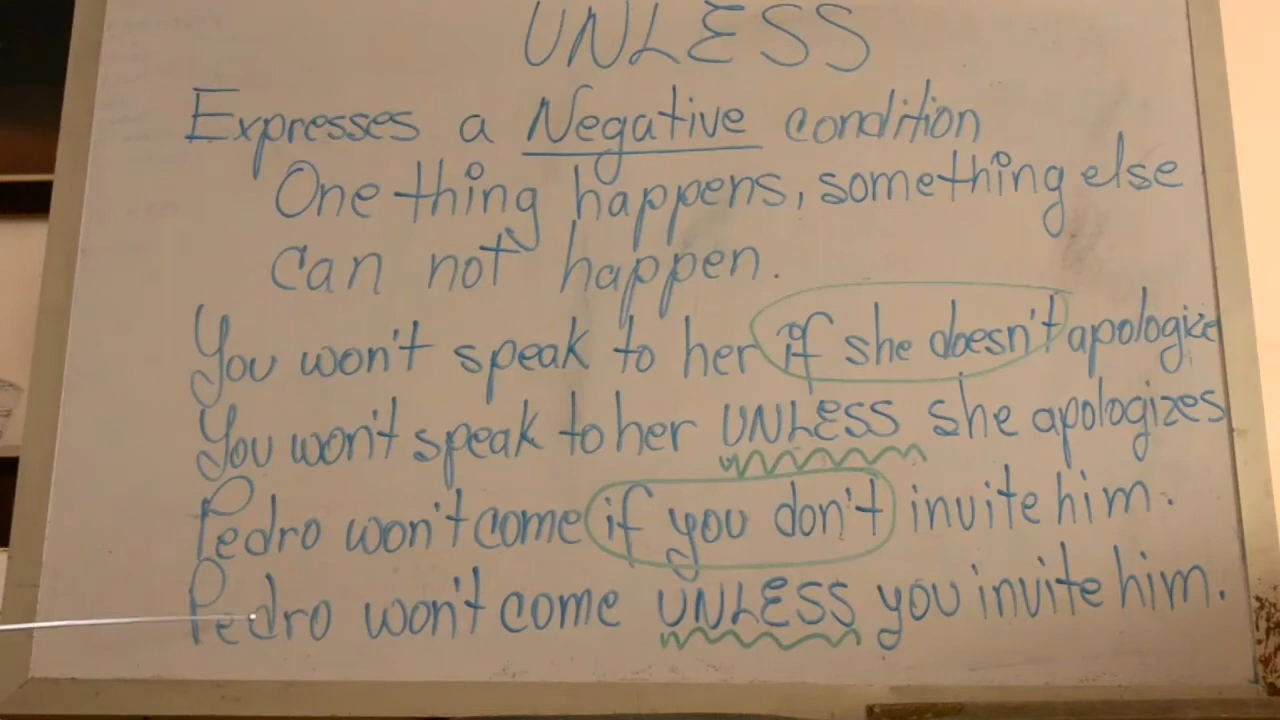 UNLESS
Expresses a Negative condition
One thing happens, something else
can not happen.
You won't speak to her if she doesn't apologize
You won't speak to her UNLESS she apologizes
Pedro won't come if you don't invite him.
Pedro won't come UNLESS you invite him.